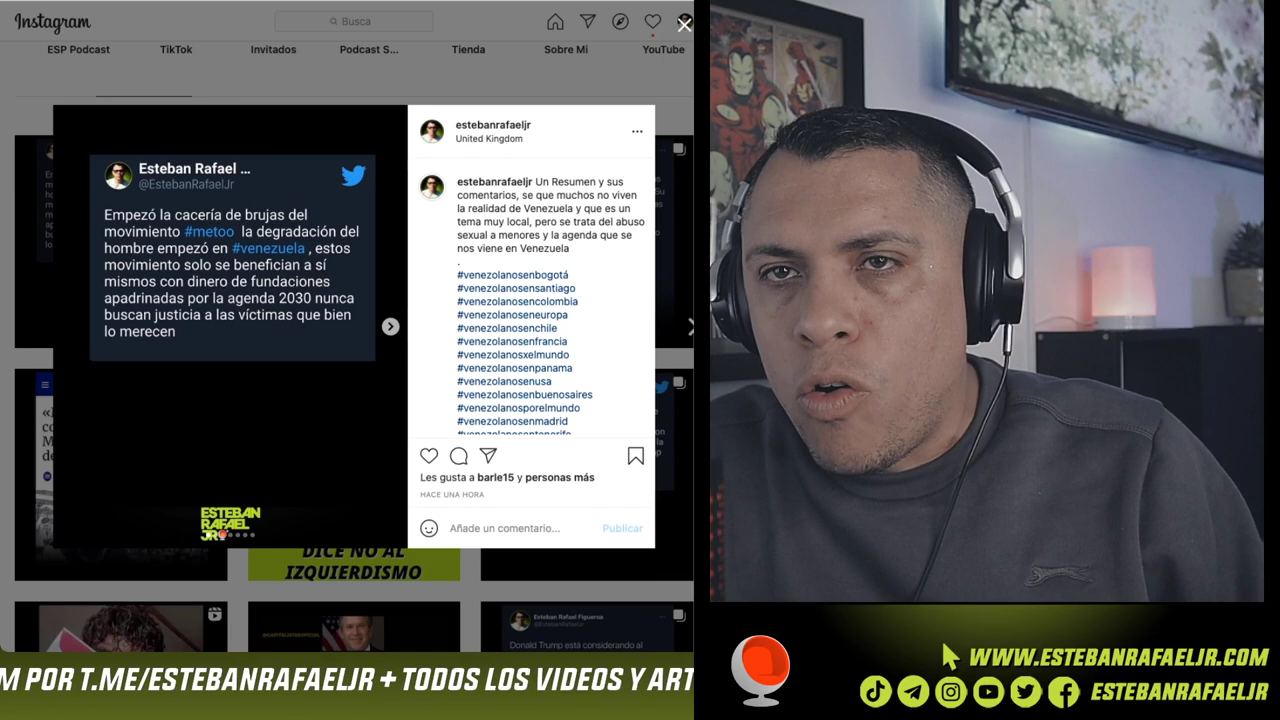 Instagram
Busca
ESP Podcast TikTok Invitados Podcast S... Tienda Sobre Mi YouTube
Esteban Rafael ...
@EstebanRafaelJr
Empezó la cacería de brujas del
movimiento #metoo la degradación del
hombre empezó en #venezuela , estos
movimiento solo se benefician a sí
mismos con dinero de fundaciones
apadrinadas por la agenda 2030 nunca
buscan justicia a las víctimas que bien
lo merecen
ESTEBAN
RAFAEL
JR
estebanrafaeljr
United Kingdom
estebanrafaeljr Un Resumen y sus
comentarios, se que muchos no viven
la realidad de Venezuela y que es un
tema muy local, pero se trata del abuso
sexual a menores y la agenda que se
nos viene en Venezuela
.
#venezolanosenbogotá
#venezolanosensantiago
#venezolanosencolombia
#venezolanoseneuropa
#venezolanosenchile
#venezolanosenfrancia
#venezolanosxelmundo
#venezolanosenpanama
#venezolanosenusa
#venezolanosenbuenosaires
#venezolanosporelmundo
#venezolanosenmadrid
#venezolanosentenerife
Les gusta a barle15 y personas más
HACE UNA HORA
Añade un comentario... Publicar
DICE NO AL
IZQUIERDISMO
@CAPITALJESUSOFICIAL
Esteban Rafael Figueroa
Donald Trump está considerando al
M POR T.ME/ESTEBANRAFAELJR + TODOS LOS VIDEOS Y ART
WWW.ESTEBANRAFAELJR.COM
ESTEBANRAFAELJR